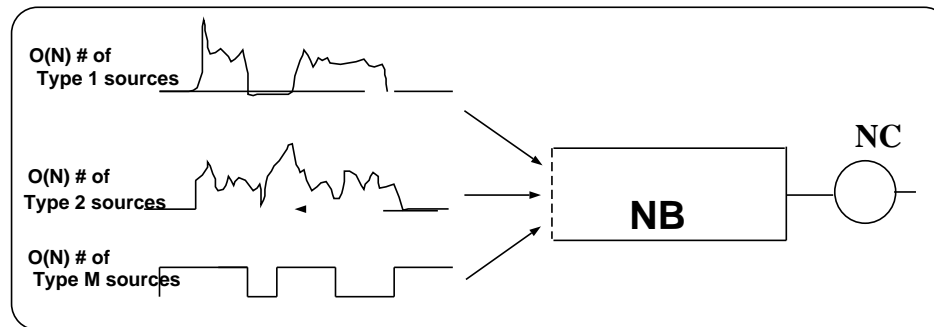 O(N) # of
Type 1 sources
NC
O(N) # of
Type 2 sources
NB
O(N) # of
Type M sources